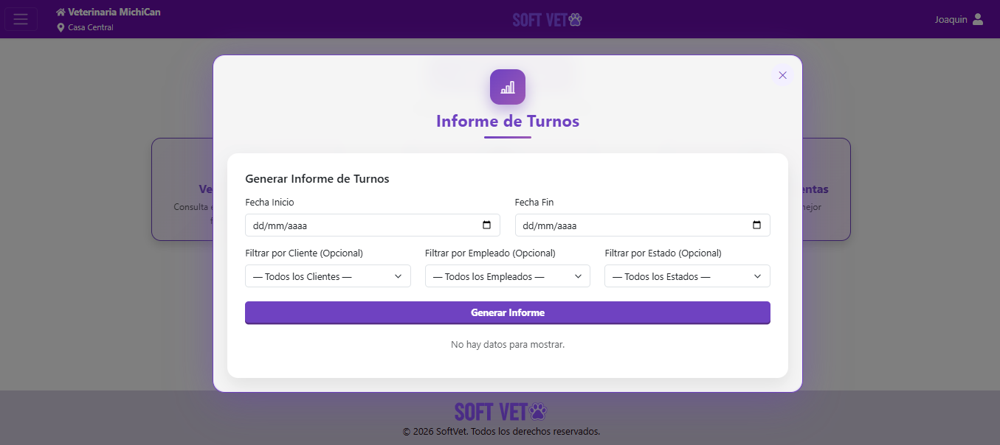 Veterinaria MichiCan
Casa Central
SOFT VET
Joaquin
Informe de Turnos
Generar Informe de Turnos
Fecha Inicio
Fecha Fin
dd/mm/aaaa
dd/mm/aaaa
Filtrar por Cliente (Opcional)
Filtrar por Empleado (Opcional)
Filtrar por Estado (Opcional)
— Todos los Clientes —
— Todos los Empleados —
— Todos los Estados —
Generar Informe
No hay datos para mostrar.
Consulta
SOFT VET
© 2026 SoftVet. Todos los derechos reservados.